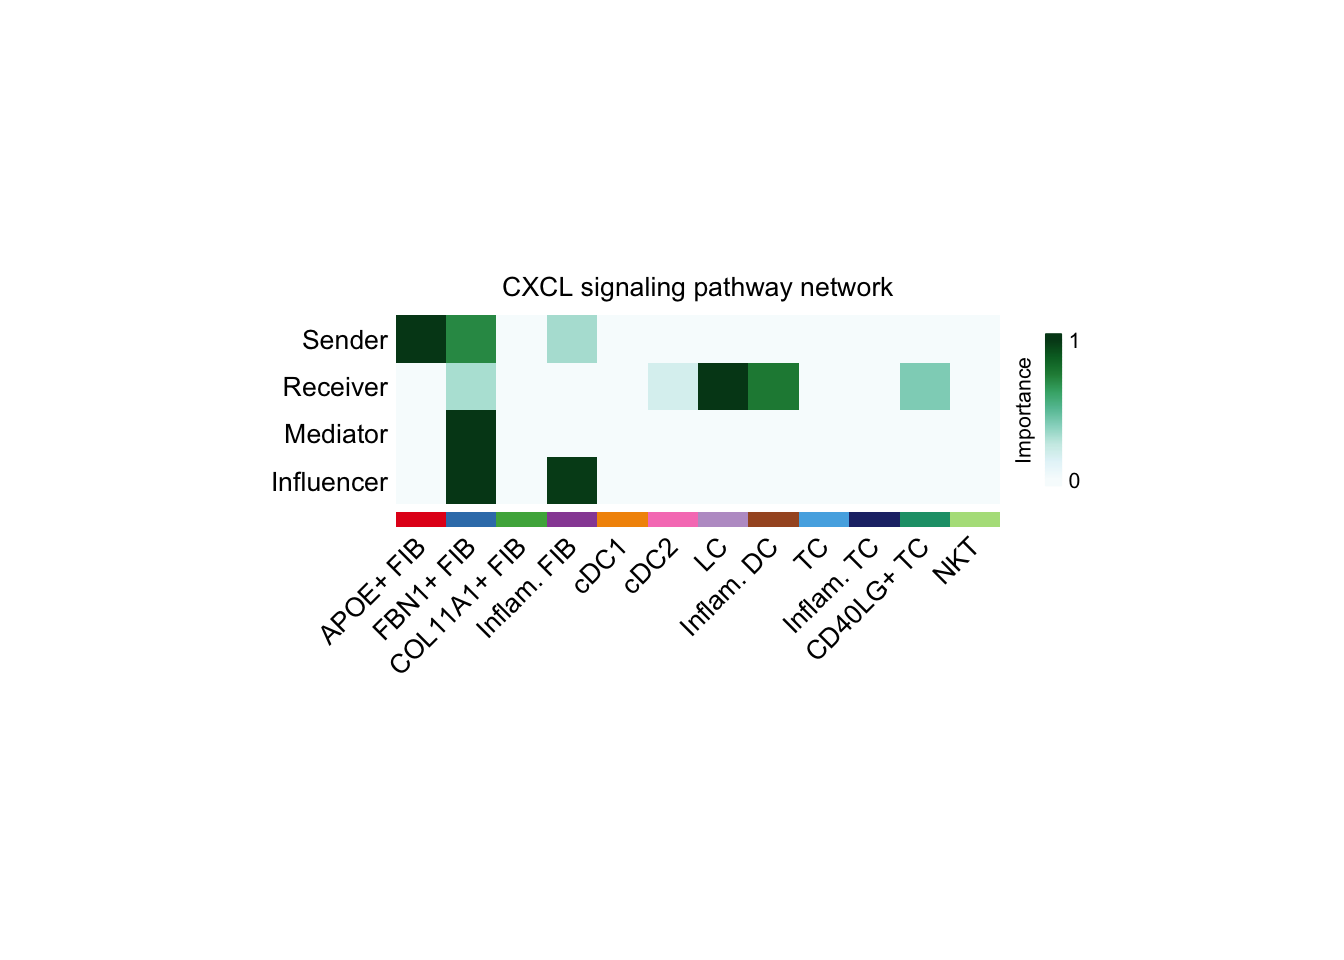 CXCL signaling pathway network
Sender
Receiver
Mediator
Influencer
1
Importance
0
APOE+ FIB
FBN1+ FIB
COL11A1+ FIB
Inflam. FIB
cDC1
cDC2
LC
Inflam. DC
TC
Inflam. TC
CD40LG+ TC
NKT